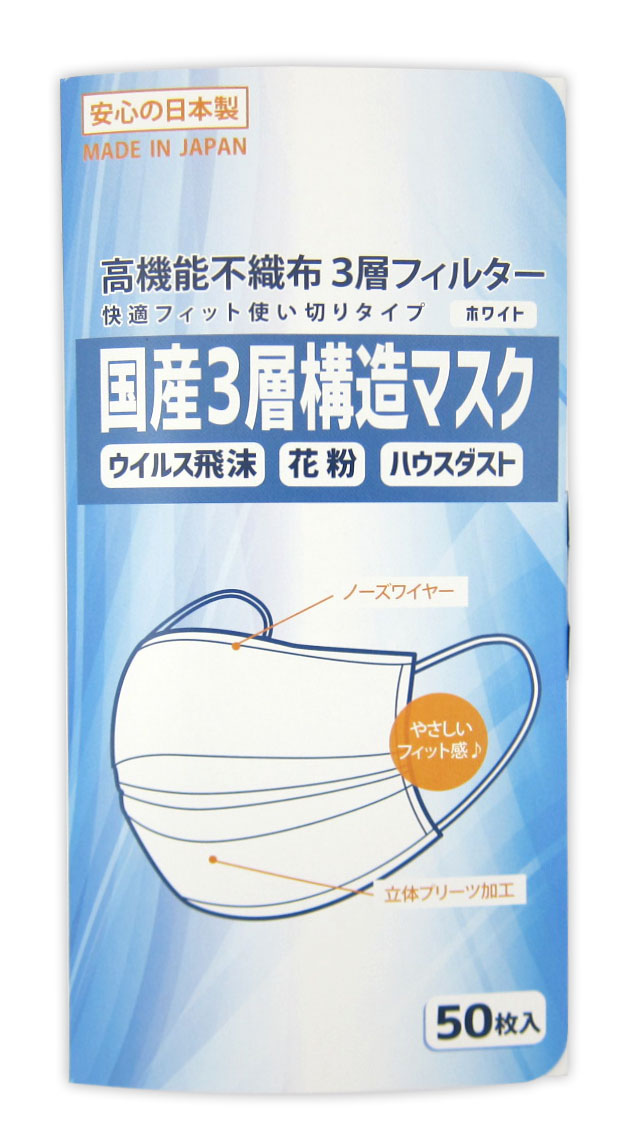 安心の日本製
MADE IN JAPAN
高機能不織布3層フィルター
快適フィット使い切りタイプ ホワイト
国産3層構造マスク
ウイルス飛沫 花粉 ハウスダスト
ノーズワイヤー
やさしい
フィット感♪
立体プリーツ加工
50枚入